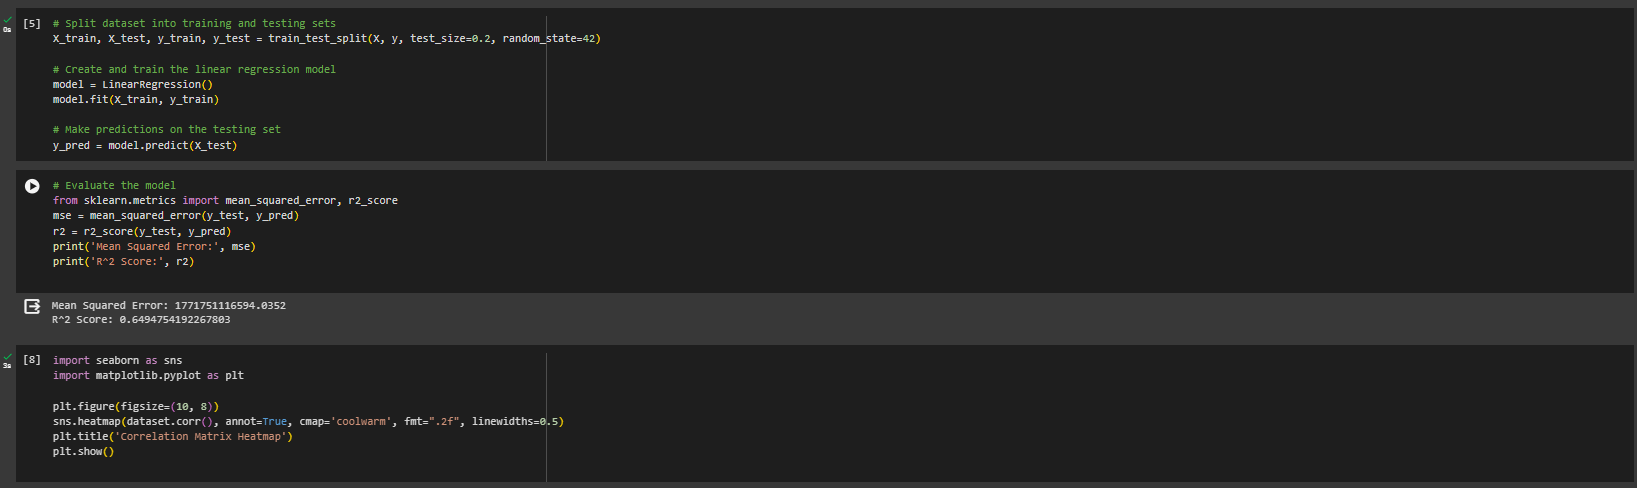 [5] # Split dataset into training and testing sets
X_train, X_test, y_train, y_test = train_test_split(X, y, test_size=0.2, random_state=42)
# Create and train the linear regression model
model = LinearRegression()
model.fit(X_train, y_train)
# Make predictions on the testing set
y_pred = model.predict(X_test)
0s
# Evaluate the model
from sklearn.metrics import mean_squared_error, r2_score
mse = mean_squared_error(y_test, y_pred)
r2 = r2_score(y_test, y_pred)
print('Mean Squared Error:', mse)
print('R^2 Score:', r2)
Mean Squared Error: 1771751116594.0352
R^2 Score: 0.6494754192267803
[8] import seaborn as sns
3s
import matplotlib.pyplot as plt
plt.figure(figsize=(10, 8))
sns.heatmap(dataset.corr(), annot=True, cmap='coolwarm', fmt=".2f", linewidths=0.5)
plt.title('Correlation Matrix Heatmap')
plt.show()